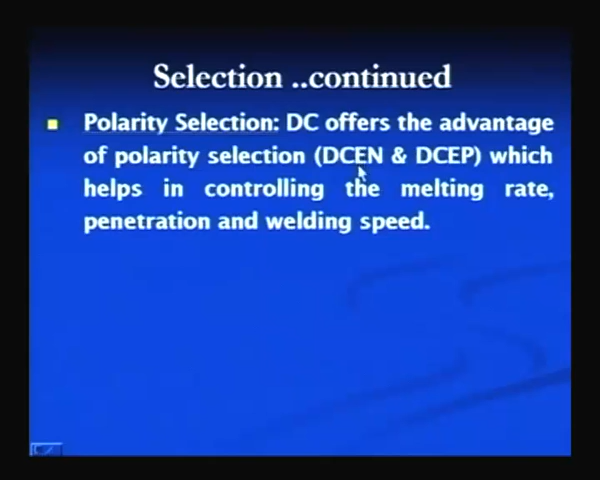 Selection ..continued
Polarity Selection: DC offers the advantage
of polarity selection (DCEN & DCEP) which
helps in controlling the melting rate,
penetration and welding speed.